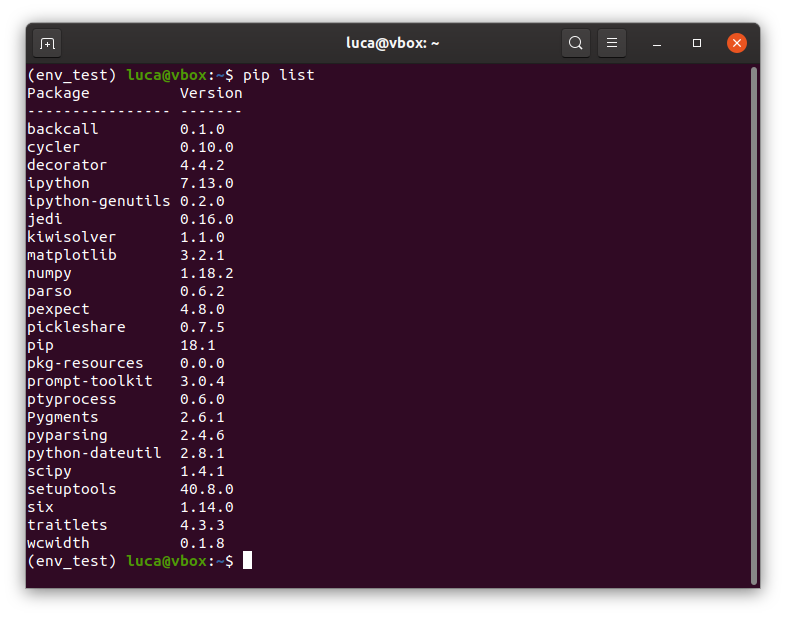 luca@vbox: ~
(env_test) luca@vbox:~$ pip list
Package          Version
---------------- -------
backcall         0.1.0
cycler           0.10.0
decorator        4.4.2
ipython          7.13.0
ipython-genutils 0.2.0
jedi             0.16.0
kiwisolver       1.1.0
matplotlib       3.2.1
numpy            1.18.2
parso            0.6.2
pexpect          4.8.0
pickleshare      0.7.5
pip              18.1
pkg-resources    0.0.0
prompt-toolkit   3.0.4
ptyprocess       0.6.0
Pygments         2.6.1
pyparsing        2.4.6
python-dateutil  2.8.1
scipy            1.4.1
setuptools       40.8.0
six              1.14.0
traitlets        4.3.3
wcwidth          0.1.8
(env_test) luca@vbox:~$